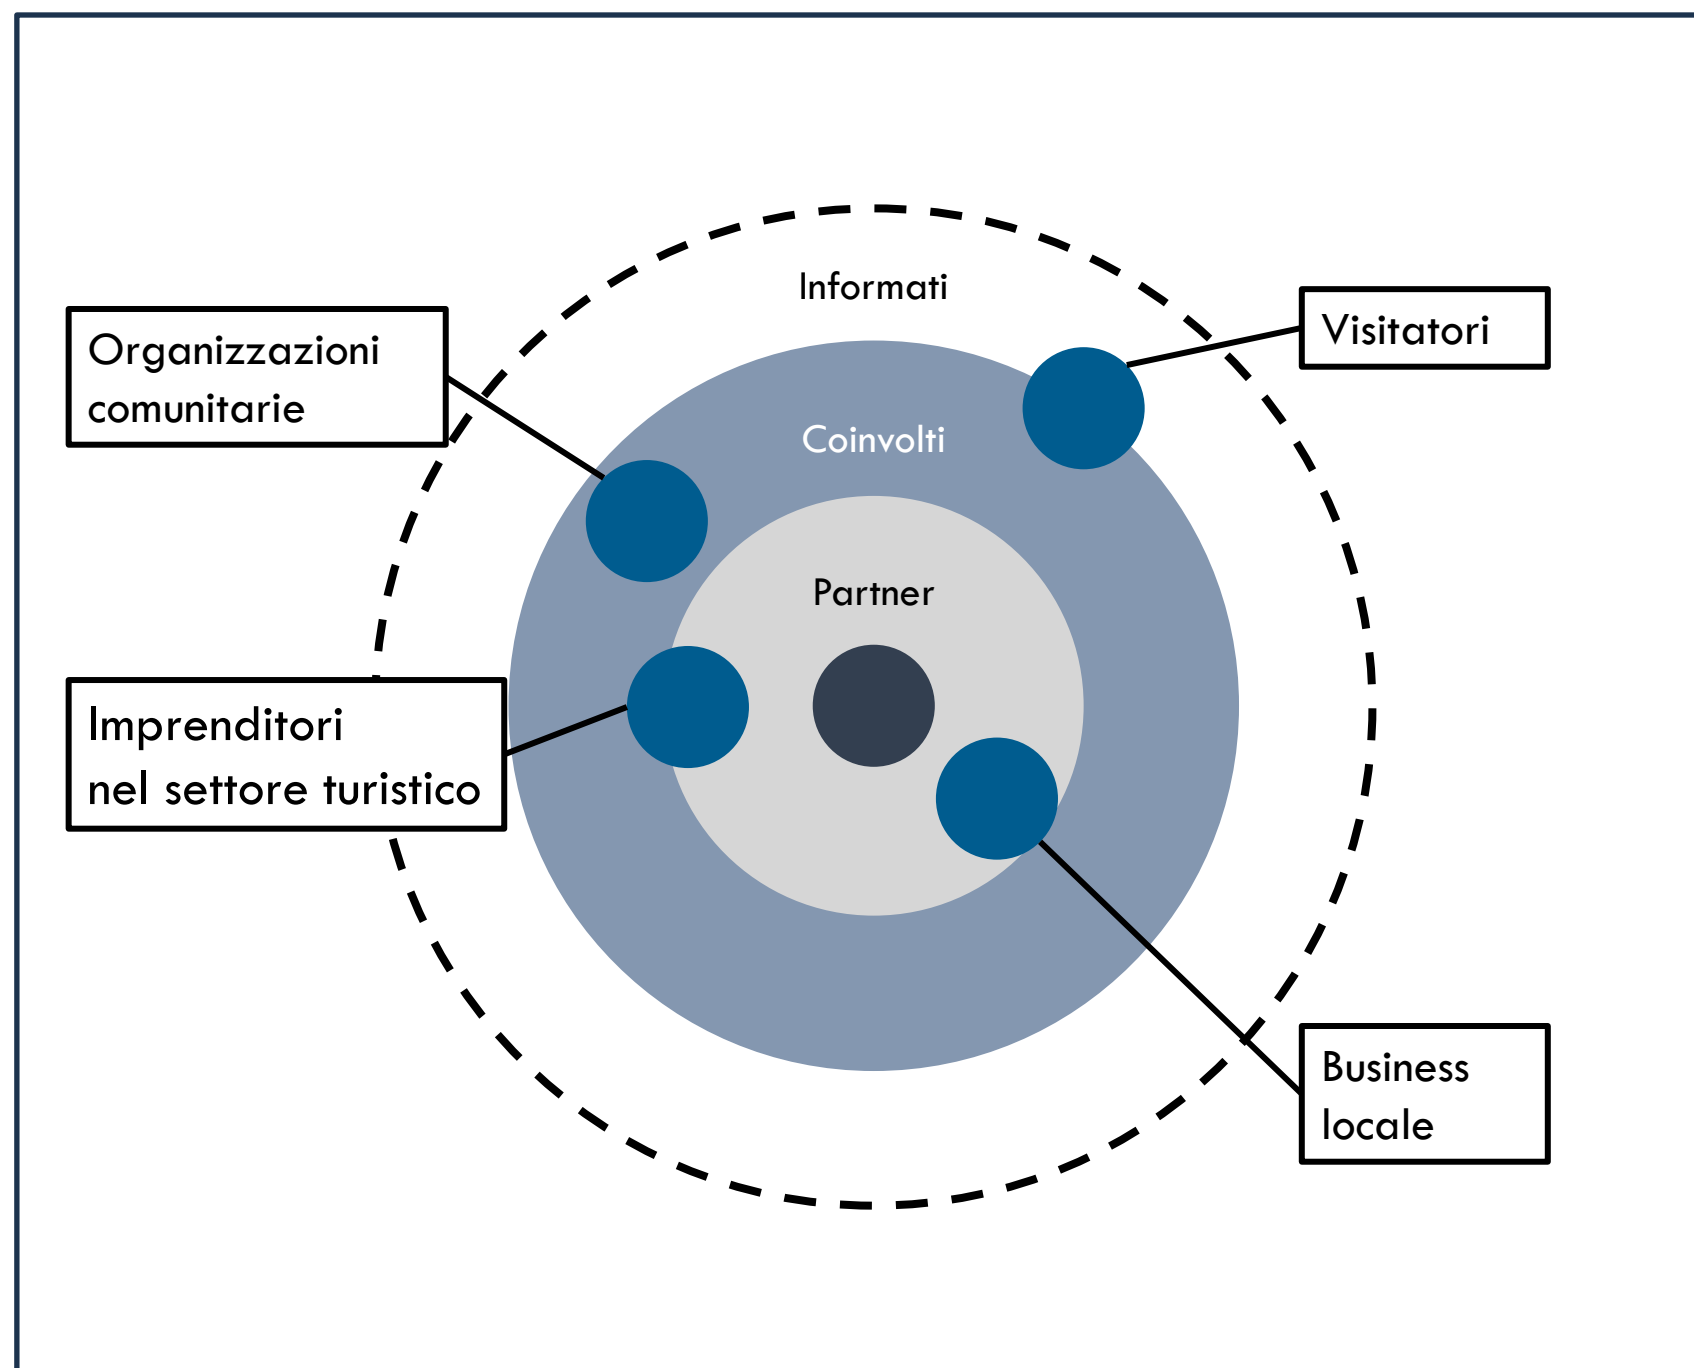 Informati
Organizzazioni
comunitarie
Visitatori
Coinvolti
Partner
Imprenditori
nel settore turistico
Business
locale